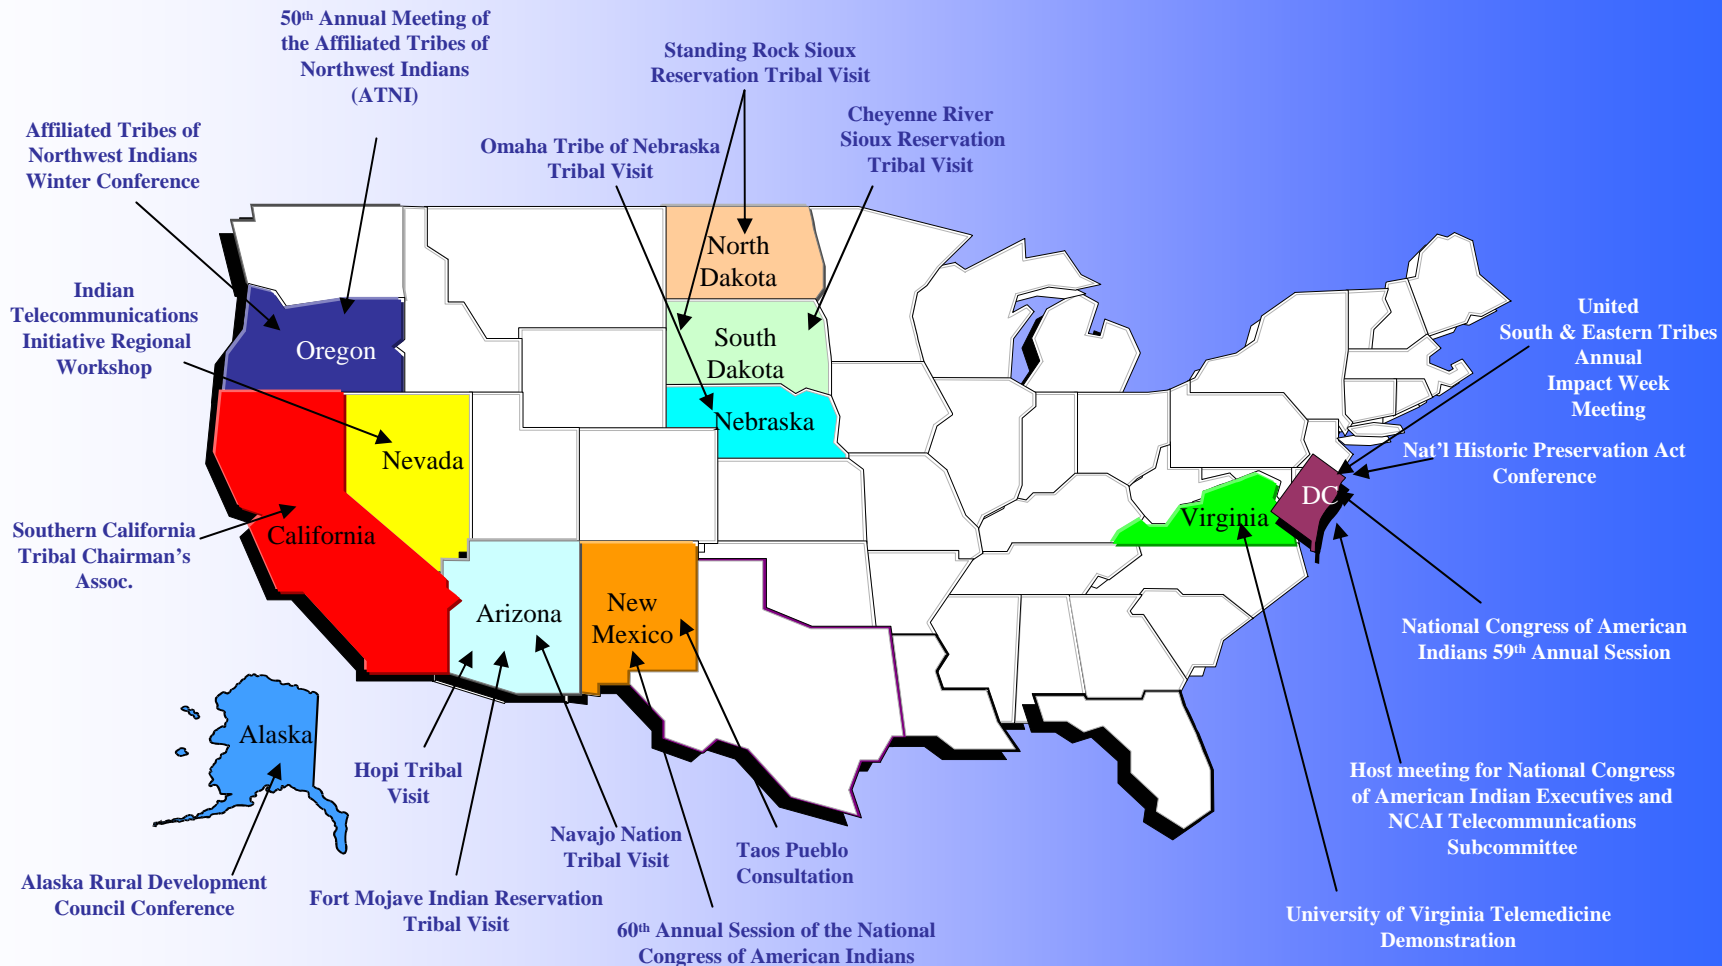 50th Annual Meeting of
the Affiliated Tribes of
Northwest Indians
(ATNI)
Standing Rock Sioux
Reservation Tribal Visit
Cheyenne River
Sioux Reservation
Tribal Visit
Affiliated Tribes of
Northwest Indians
Winter Conference
Omaha Tribe of Nebraska
Tribal Visit
North
Dakota
Indian
Telecommunications
Initiative Regional
Workshop
Oregon
South
Dakota
United
South & Eastern Tribes
Annual
Impact Week
Meeting
Nebraska
Nevada
Nat'l Historic Preservation Act
Conference
DC
Virginia
Southern California
Tribal Chairman's
Assoc.
California
Arizona
New
Mexico
National Congress of American
Indians 59th Annual Session
Alaska
Hopi Tribal
Visit
Host meeting for National Congress
of American Indian Executives and
NCAI Telecommunications
Subcommittee
Navajo Nation
Tribal Visit
Taos Pueblo
Consultation
Alaska Rural Development
Council Conference
Fort Mojave Indian Reservation
Tribal Visit
60th Annual Session of the National
Congress of American Indians
University of Virginia Telemedicine
Demonstration